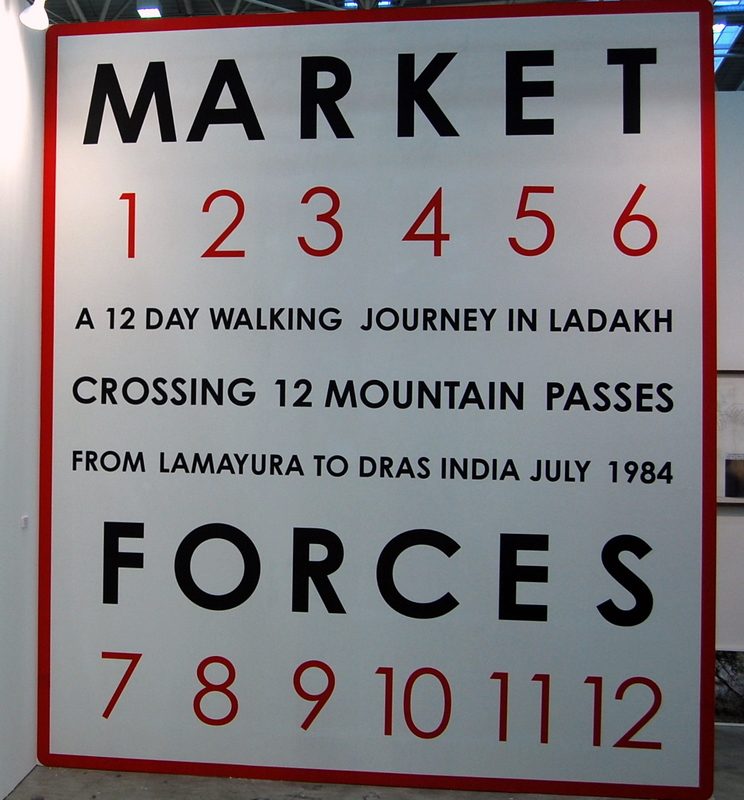 MARKET
1 2 3 4 5 6
A 12 DAY WALKING JOURNEY IN LADAKH
CROSSING 12 MOUNTAIN PASSES
FROM LAMAYURA TO DRAS INDIA JULY 1984
FORCES
7 8 9 10 11 12